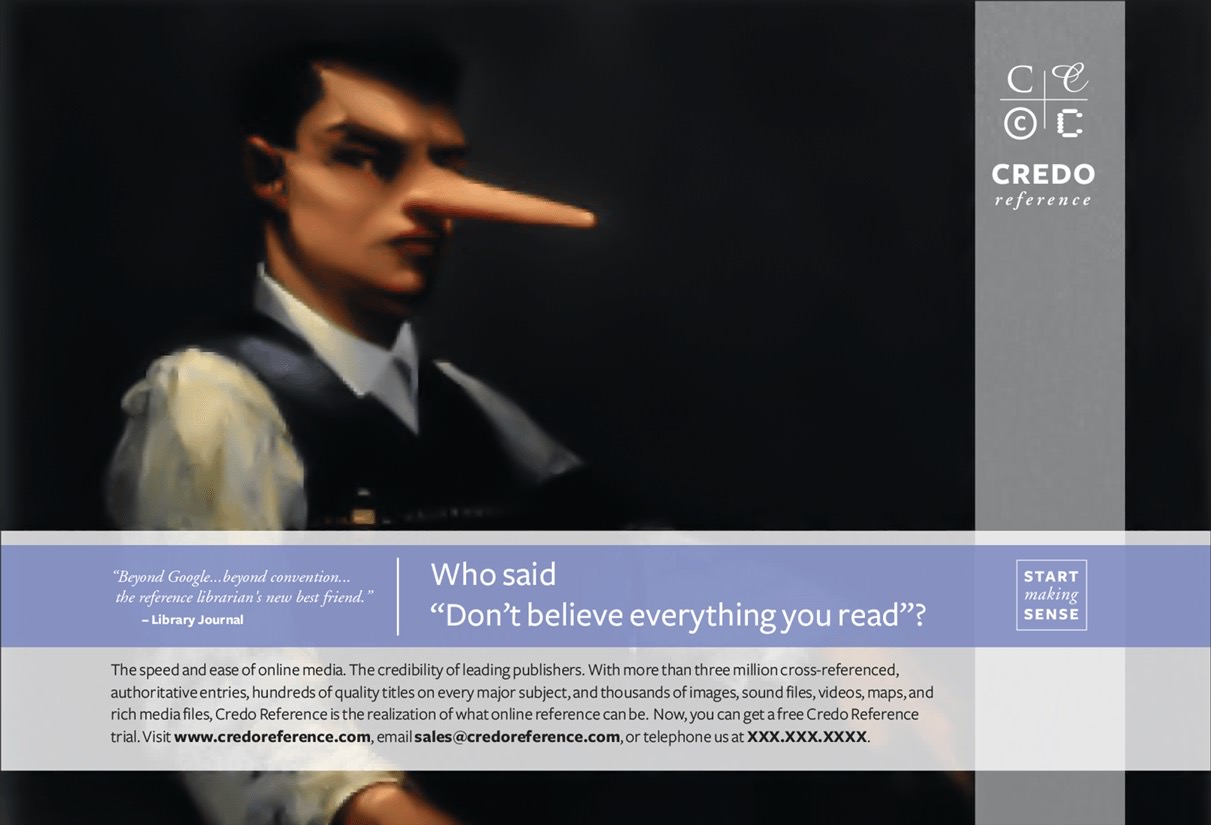 C C
© C
CREDO
reference
“Beyond Google...beyond convention...
the reference librarian's new best friend.”
– Library Journal
Who said
“Don’t believe everything you read”?
START
making
SENSE
The speed and ease of online media. The credibility of leading publishers. With more than three million cross-referenced,
authoritative entries, hundreds of quality titles on every major subject, and thousands of images, sound files, videos, maps, and
rich media files, Credo Reference is the realization of what online reference can be. Now, you can get a free Credo Reference
trial. Visit www.credoreference.com, email sales@credoreference.com, or telephone us at XXX.XXX.XXXX.